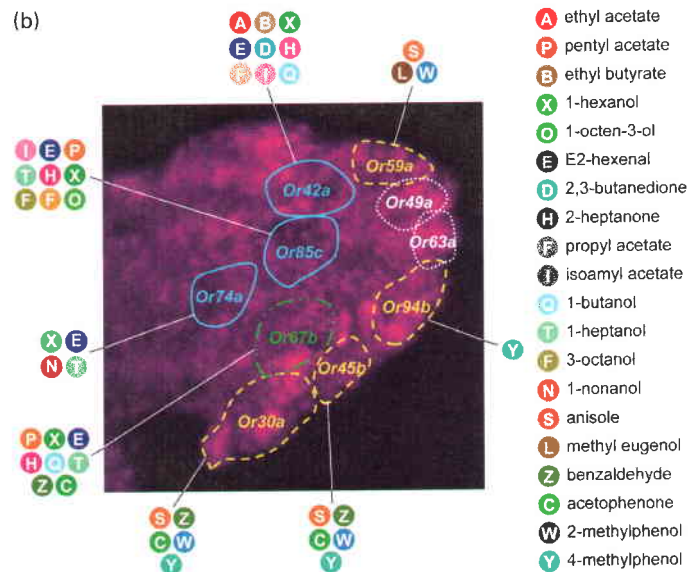 (b)
A B X
E D H
F I Q
S
L W
I E P
T H X
F F O
Or59a
Or42a
Or49a
Or85c
Or63a
Or74a
Or94b
Or67b
Or45b
Or30a
X E
N T
Y
P X E
H Q T
Z C
S Z
C W
Y
S Z
C W
Y
A ethyl acetate
P pentyl acetate
B ethyl butyrate
X 1-hexanol
O 1-octen-3-ol
E E2-hexenal
D 2,3-butanedione
H 2-heptanone
F propyl acetate
I isoamyl acetate
Q 1-butanol
T 1-heptanol
F 3-octanol
N 1-nonanol
S anisole
L methyl eugenol
Z benzaldehyde
C acetophenone
W 2-methylphenol
Y 4-methylphenol